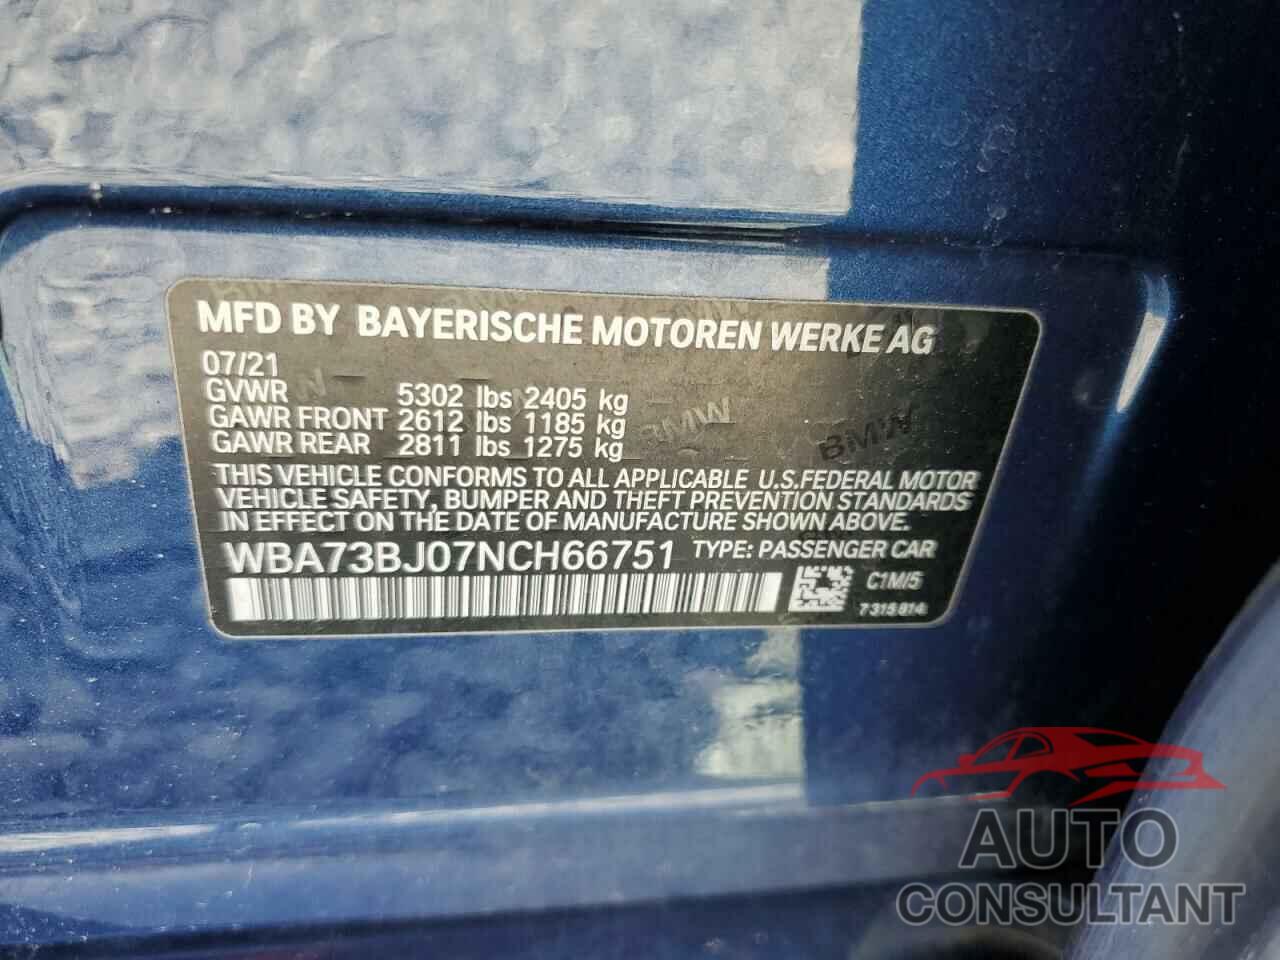 MFD BY BAYERISCHE MOTOREN WERKE AG
07/21
GVWR 5302 lbs 2405 kg
GAWR FRONT 2612 lbs 1185 kg
GAWR REAR 2811 lbs 1275 kg
THIS VEHICLE CONFORMS TO ALL APPLICABLE U.S.FEDERAL MOTOR
VEHICLE SAFETY, BUMPER AND THEFT PREVENTION STANDARDS
IN EFFECT ON THE DATE OF MANUFACTURE SHOWN ABOVE.
WBA73BJ07NCH66751 TYPE: PASSENGER CAR
C1M/5
7 315 814
AUTO
CONSULTANT